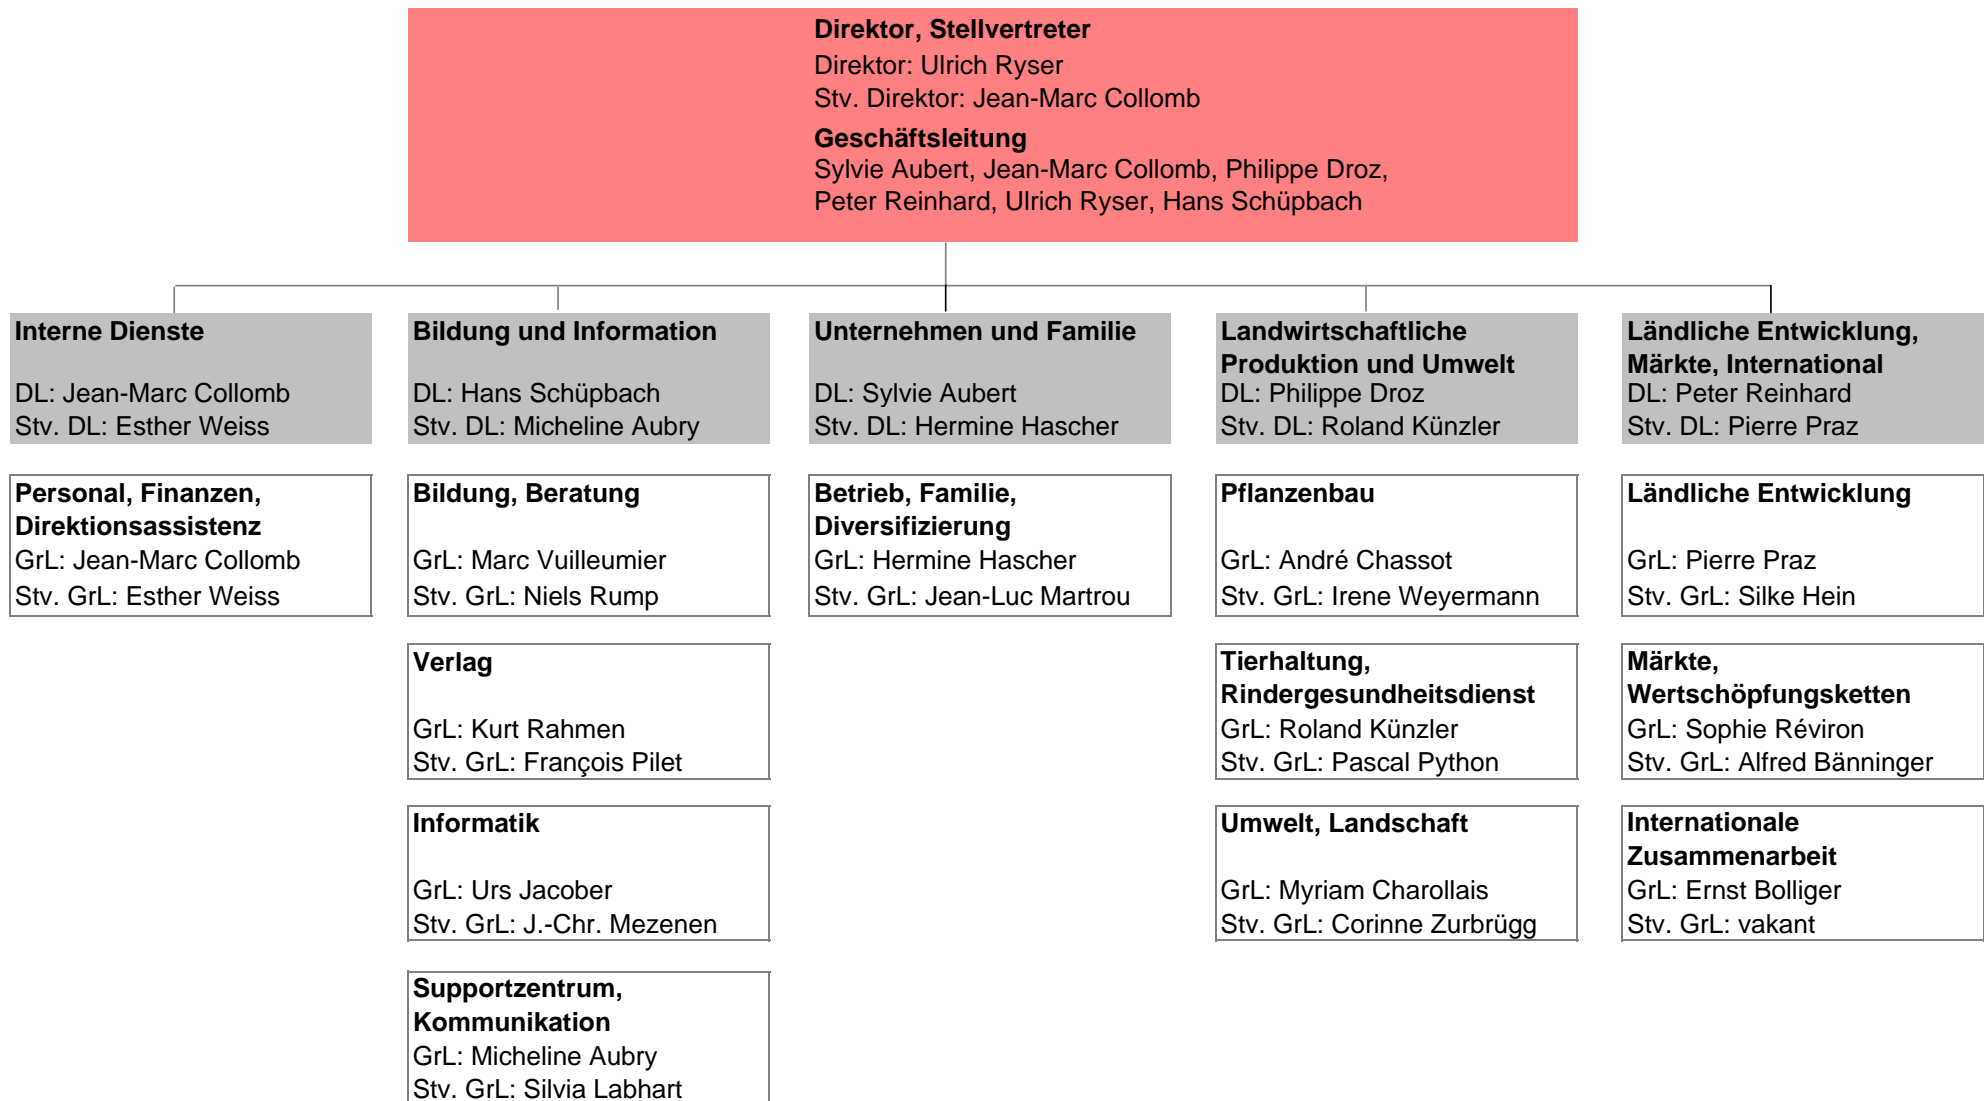 Direktor, Stellvertreter
Direktor: Ulrich Ryser
Stv. Direktor: Jean-Marc Collomb
Geschäftsleitung
Sylvie Aubert, Jean-Marc Collomb, Philippe Droz,
Peter Reinhard, Ulrich Ryser, Hans Schüpbach
Interne Dienste
DL: Jean-Marc Collomb
Stv. DL: Esther Weiss
Personal, Finanzen,
Direktionsassistenz
GrL: Jean-Marc Collomb
Stv. GrL: Esther Weiss
Bildung und Information
DL: Hans Schüpbach
Stv. DL: Micheline Aubry
Bildung, Beratung
GrL: Marc Vuilleumier
Stv. GrL: Niels Rump
Verlag
GrL: Kurt Rahmen
Stv. GrL: François Pilet
Informatik
GrL: Urs Jacober
Stv. GrL: J.-Chr. Mezenen
Supportzentrum,
Kommunikation
GrL: Micheline Aubry
Stv. GrL: Silvia Labhart
Unternehmen und Familie
DL: Sylvie Aubert
Stv. DL: Hermine Hascher
Betrieb, Familie,
Diversifizierung
GrL: Hermine Hascher
Stv. GrL: Jean-Luc Martrou
Landwirtschaftliche
Produktion und Umwelt
DL: Philippe Droz
Stv. DL: Roland Künzler
Pflanzenbau
GrL: André Chassot
Stv. GrL: Irene Weyermann
Tierhaltung,
Rindergesundheitsdienst
GrL: Roland Künzler
Stv. GrL: Pascal Python
Umwelt, Landschaft
GrL: Myriam Charollais
Stv. GrL: Corinne Zurbrügg
Ländliche Entwicklung,
Märkte, International
DL: Peter Reinhard
Stv. DL: Pierre Praz
Ländliche Entwicklung
GrL: Pierre Praz
Stv. GrL: Silke Hein
Märkte,
Wertschöpfungsketten
GrL: Sophie Réviron
Stv. GrL: Alfred Bänninger
Internationale
Zusammenarbeit
GrL: Ernst Bolliger
Stv. GrL: vakant